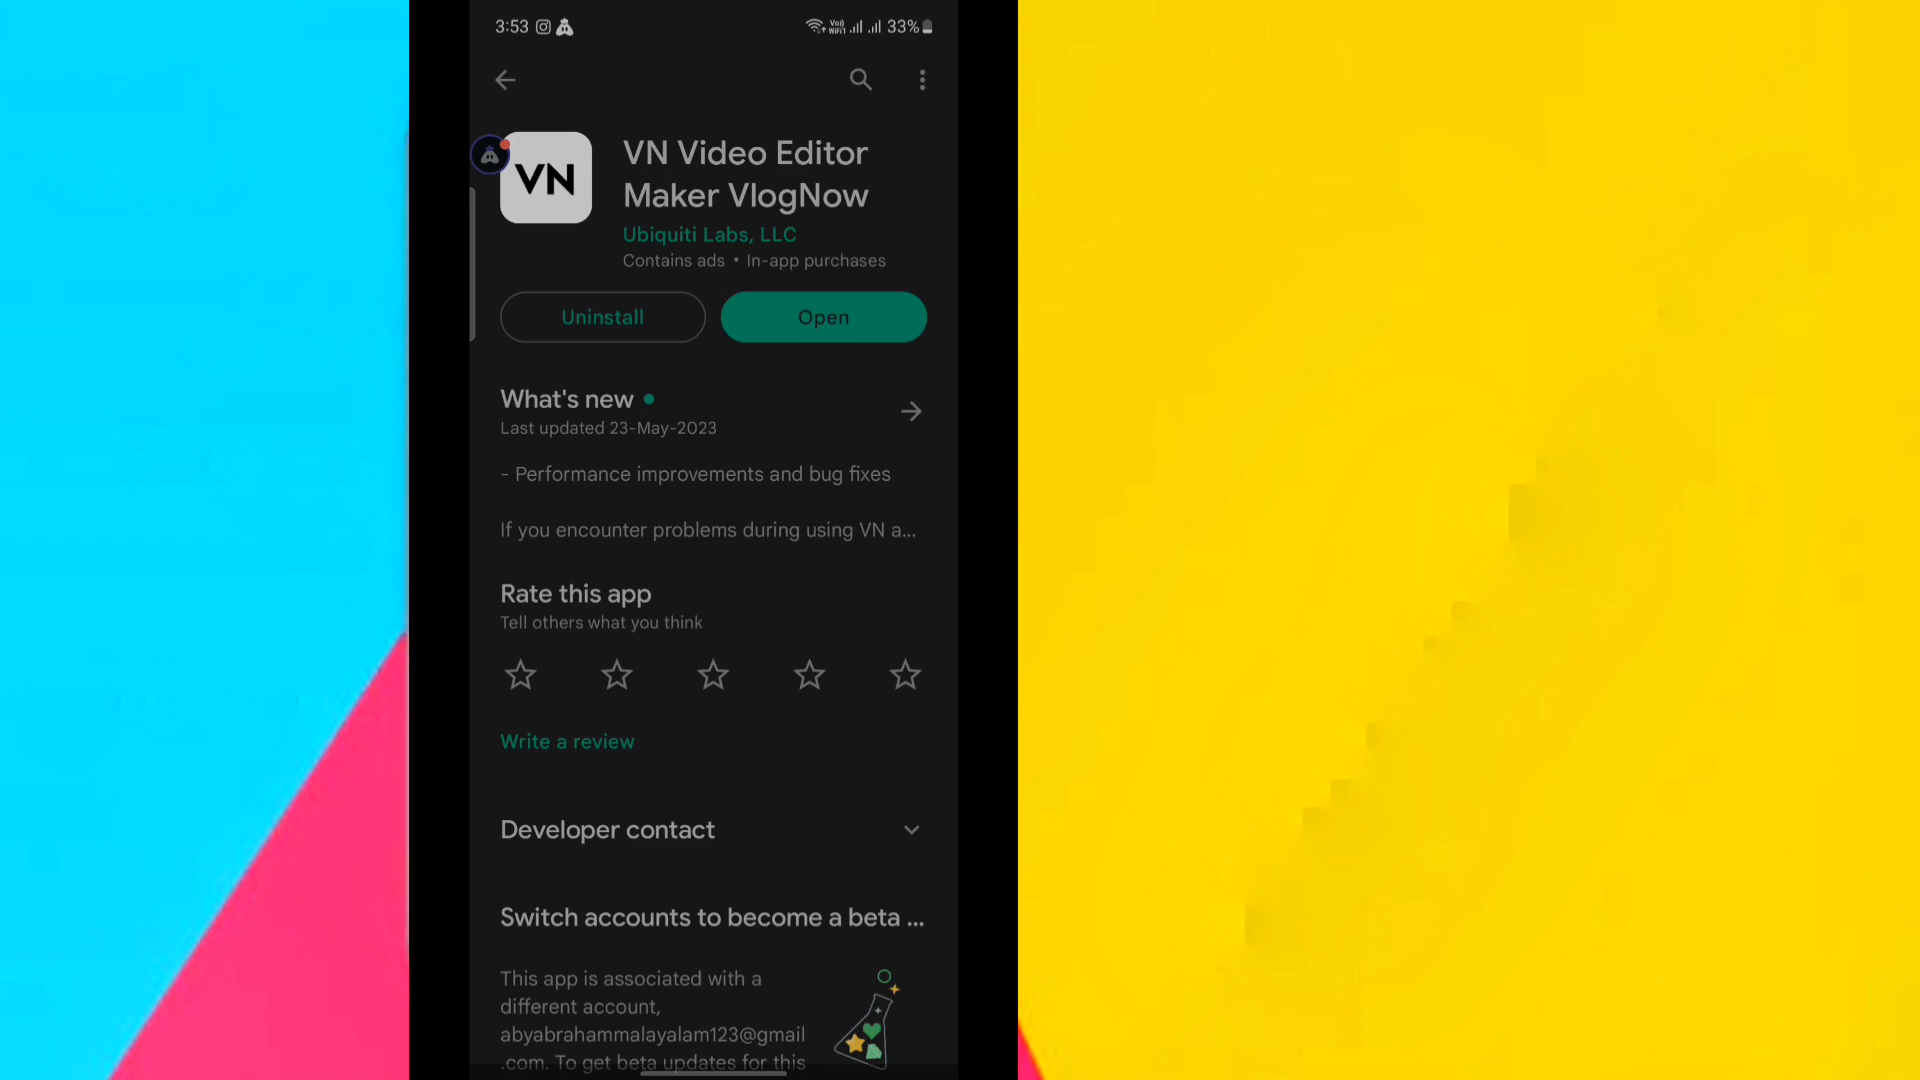 3:53
33%
VN
VN Video Editor
Maker VlogNow
Ubiquiti Labs, LLC
Contains ads • In-app purchases
Uninstall
Open
What's new
Last updated 23-May-2023
- Performance improvements and bug fixes
If you encounter problems during using VN a...
Rate this app
Tell others what you think
Write a review
Developer contact
Switch accounts to become a beta ...
This app is associated with a
different account,
abyabrahammalayalam123@gmail
.com. To get beta updates for this